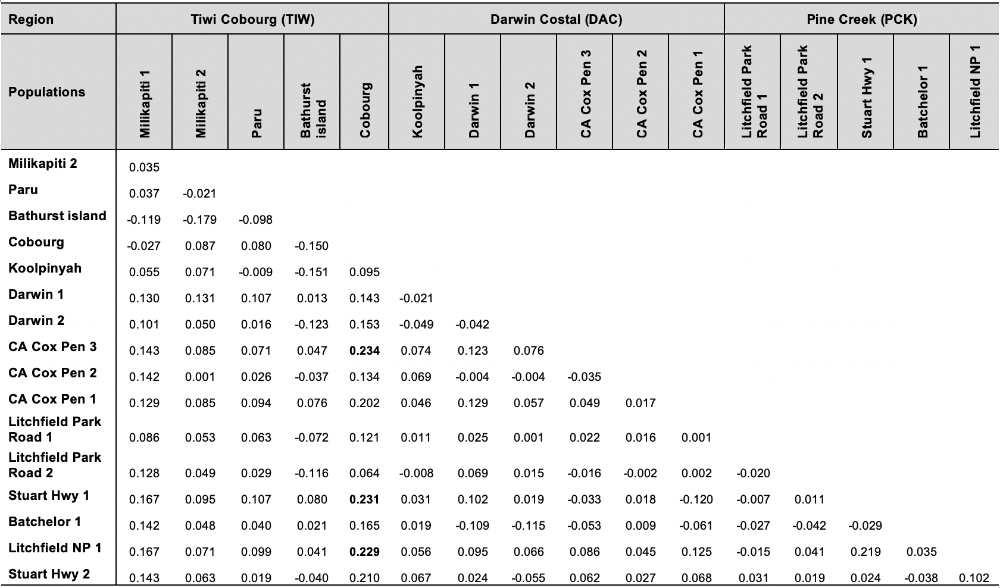 Region Tiwi Cobourg (TIW) Darwin Costal (DAC) Pine Creek (PCK)
Populations Milikapiti 1 Milikapiti 2 Paru Bathurst island Cobourg Koolpinyah Darwin 1 Darwin 2 CA Cox Pen 3 CA Cox Pen 2 CA Cox Pen 1 Litchfield Park Road 1 Litchfield Park Road 2 Stuart Hwy 1 Batchelor 1 Litchfield NP 1
Milikapiti 2 0.035
Paru 0.037 -0.021
Bathurst island -0.119 -0.179 -0.098
Cobourg -0.027 0.087 0.080 -0.150
Koolpinyah 0.055 0.071 -0.009 -0.151 0.095
Darwin 1 0.130 0.131 0.107 0.013 0.143 -0.021
Darwin 2 0.101 0.050 0.016 -0.123 0.153 -0.049 -0.042
CA Cox Pen 3 0.143 0.085 0.071 0.047 0.234 0.074 0.123 0.076
CA Cox Pen 2 0.142 0.001 0.026 -0.037 0.134 0.069 -0.004 -0.004 -0.035
CA Cox Pen 1 0.129 0.085 0.094 0.076 0.202 0.046 0.129 0.057 0.049 0.017
Litchfield Park
Road 1 0.086 0.053 0.063 -0.072 0.121 0.011 0.025 0.001 0.022 0.016 0.001
Litchfield Park
Road 2 0.128 0.049 0.029 -0.116 0.064 -0.008 0.069 0.015 -0.016 -0.002 0.002 -0.020
Stuart Hwy 1 0.167 0.095 0.107 0.080 0.231 0.031 0.102 0.019 -0.033 0.018 -0.120 -0.007 0.011
Batchelor 1 0.142 0.048 0.040 0.021 0.165 0.019 -0.109 -0.115 -0.053 0.009 -0.061 -0.027 -0.042 -0.029
Litchfield NP 1 0.167 0.071 0.099 0.041 0.229 0.056 0.095 0.066 0.086 0.045 0.125 -0.015 0.041 0.219 0.035
Stuart Hwy 2 0.143 0.063 0.019 -0.040 0.210 0.067 0.024 -0.055 0.062 0.027 0.068 0.031 0.019 0.024 -0.038 0.102